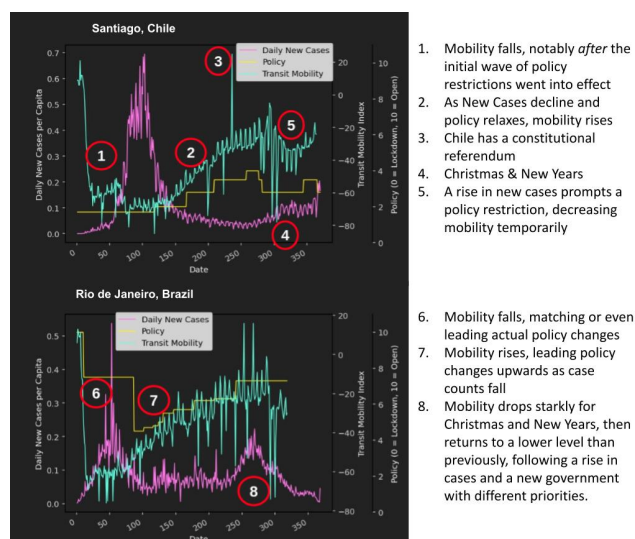 Santiago, Chile
Daily New Cases
Policy
Transit Mobility
Daily New Cases per Capita
0.7
0.6
0.5
0.4
0.3
0.2
0.1
0.0
0
50
100
150
200
250
300
350
Date
20
0
−20
−40
−60
−80
Transit Mobility Index
10
8
6
4
2
0
Policy (0 = Lockdown, 10 = Open)
1
2
3
4
5
1. Mobility falls, notably after the
initial wave of policy
restrictions went into effect
2. As New Cases decline and
policy relaxes, mobility rises
3. Chile has a constitutional
referendum
4. Christmas & New Years
5. A rise in new cases prompts a
policy restriction, decreasing
mobility temporarily
Rio de Janeiro, Brazil
Daily New Cases
Policy
Transit Mobility
Daily New Cases per Capita
0.5
0.4
0.3
0.2
0.1
0.0
0
50
100
150
200
250
300
350
Date
20
0
−20
−40
−60
−80
Transit Mobility Index
10
8
6
4
2
0
Policy (0 = Lockdown, 10 = Open)
6
7
8
6. Mobility falls, matching or even
leading actual policy changes
7. Mobility rises, leading policy
changes upwards as case
counts fall
8. Mobility drops starkly for
Christmas and New Years, then
returns to a lower level than
previously, following a rise in
cases and a new government
with different priorities.